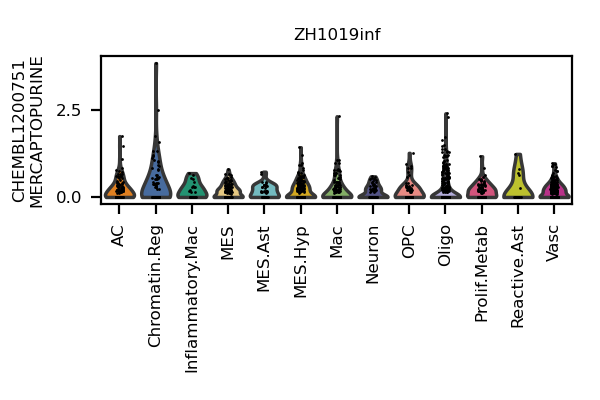 ZH1019inf
CHEMBL1200751
MERCAPTOPURINE
2.5
0.0
AC
Chromatin.Reg
Inflammatory.Mac
MES
MES.Ast
MES.Hyp
Mac
Neuron
OPC
Oligo
Prolif.Metab
Reactive.Ast
Vasc